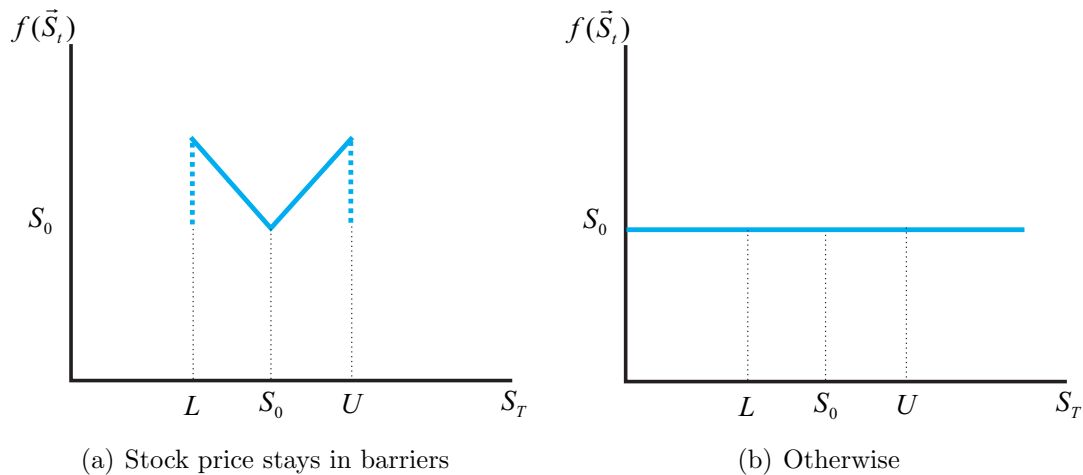 f(S⃗_t)
S_0
L S_0 U S_T
(a) Stock price stays in barriers
f(S⃗_t)
S_0
L S_0 U S_T
(b) Otherwise